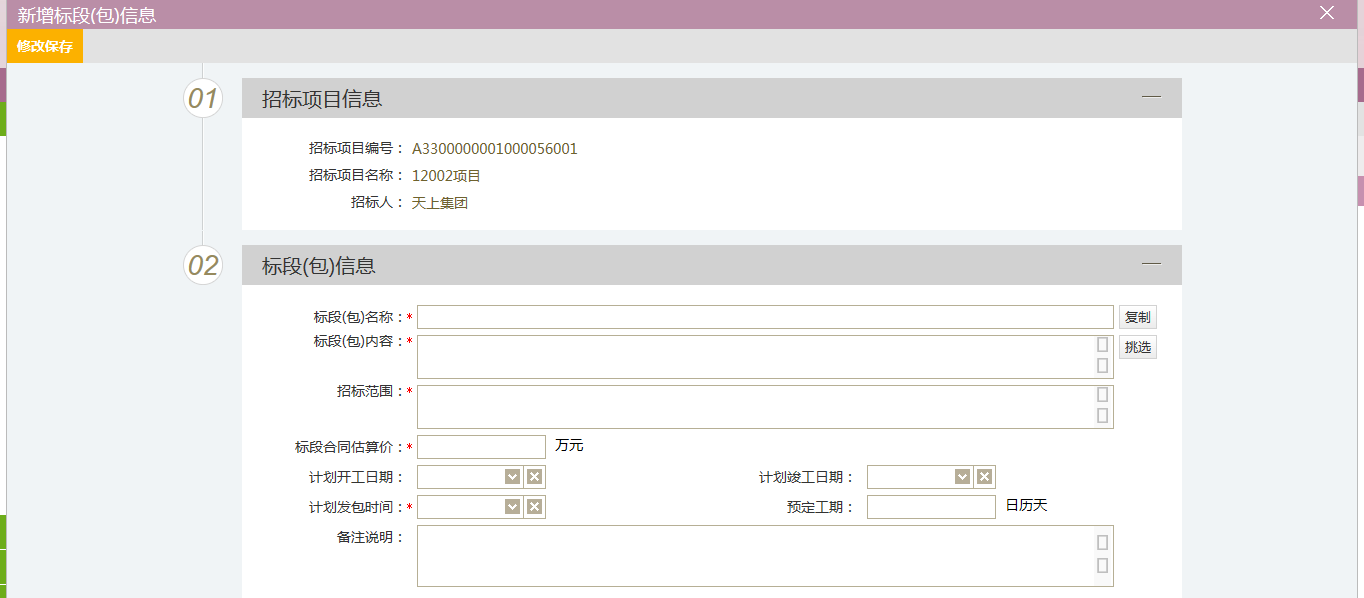 新增标段(包)信息
修改保存
01 招标项目信息
招标项目编号： A3300000001000056001
招标项目名称： 12002项目
招标人： 天上集团
02 标段(包)信息
标段(包)名称：* 复制
标段(包)内容：* 挑选
招标范围：*
标段合同估算价：* 万元
计划开工日期： 计划竣工日期：
计划发包时间：* 预定工期： 日历天
备注说明：